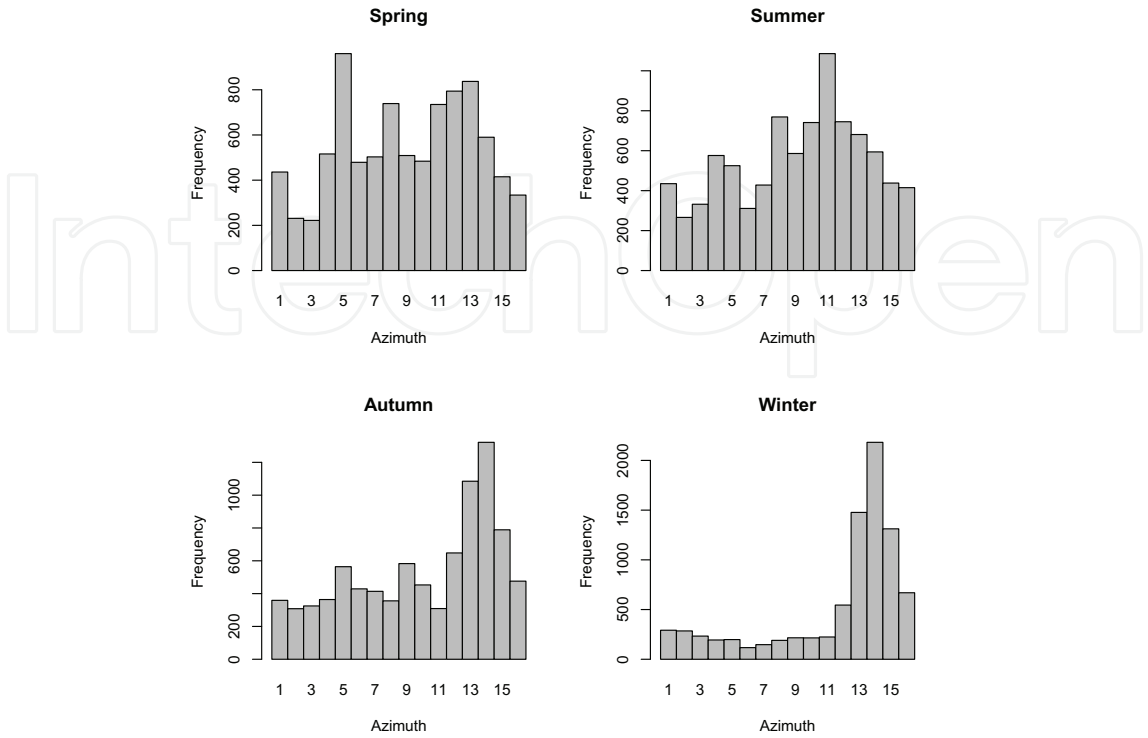 Spring
Frequency
0 200 400 600 800
1 3 5 7 9 11 13 15
Azimuth
Summer
Frequency
0 200 400 600 800
1 3 5 7 9 11 13 15
Azimuth
Autumn
Frequency
0 200 600 1000
1 3 5 7 9 11 13 15
Azimuth
Winter
Frequency
0 500 1000 1500 2000
1 3 5 7 9 11 13 15
Azimuth
IntechOpen